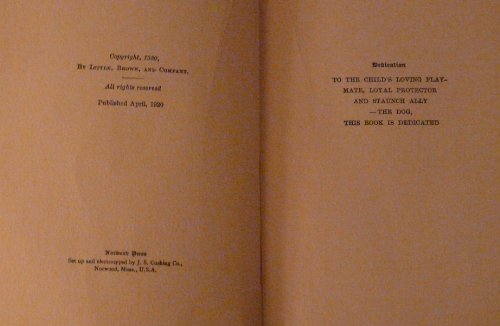 Copyright, 1920,
BY LITTLE, BROWN, AND COMPANY.
All rights reserved
Published April, 1920
Norwood Press
Set up and electrotyped by J. S. Cushing Co.,
Norwood, Mass., U.S.A.
Dedication
TO THE CHILD'S LOVING PLAY-
MATE, LOYAL PROTECTOR
AND STAUNCH ALLY
—THE DOG,
THIS BOOK IS DEDICATED